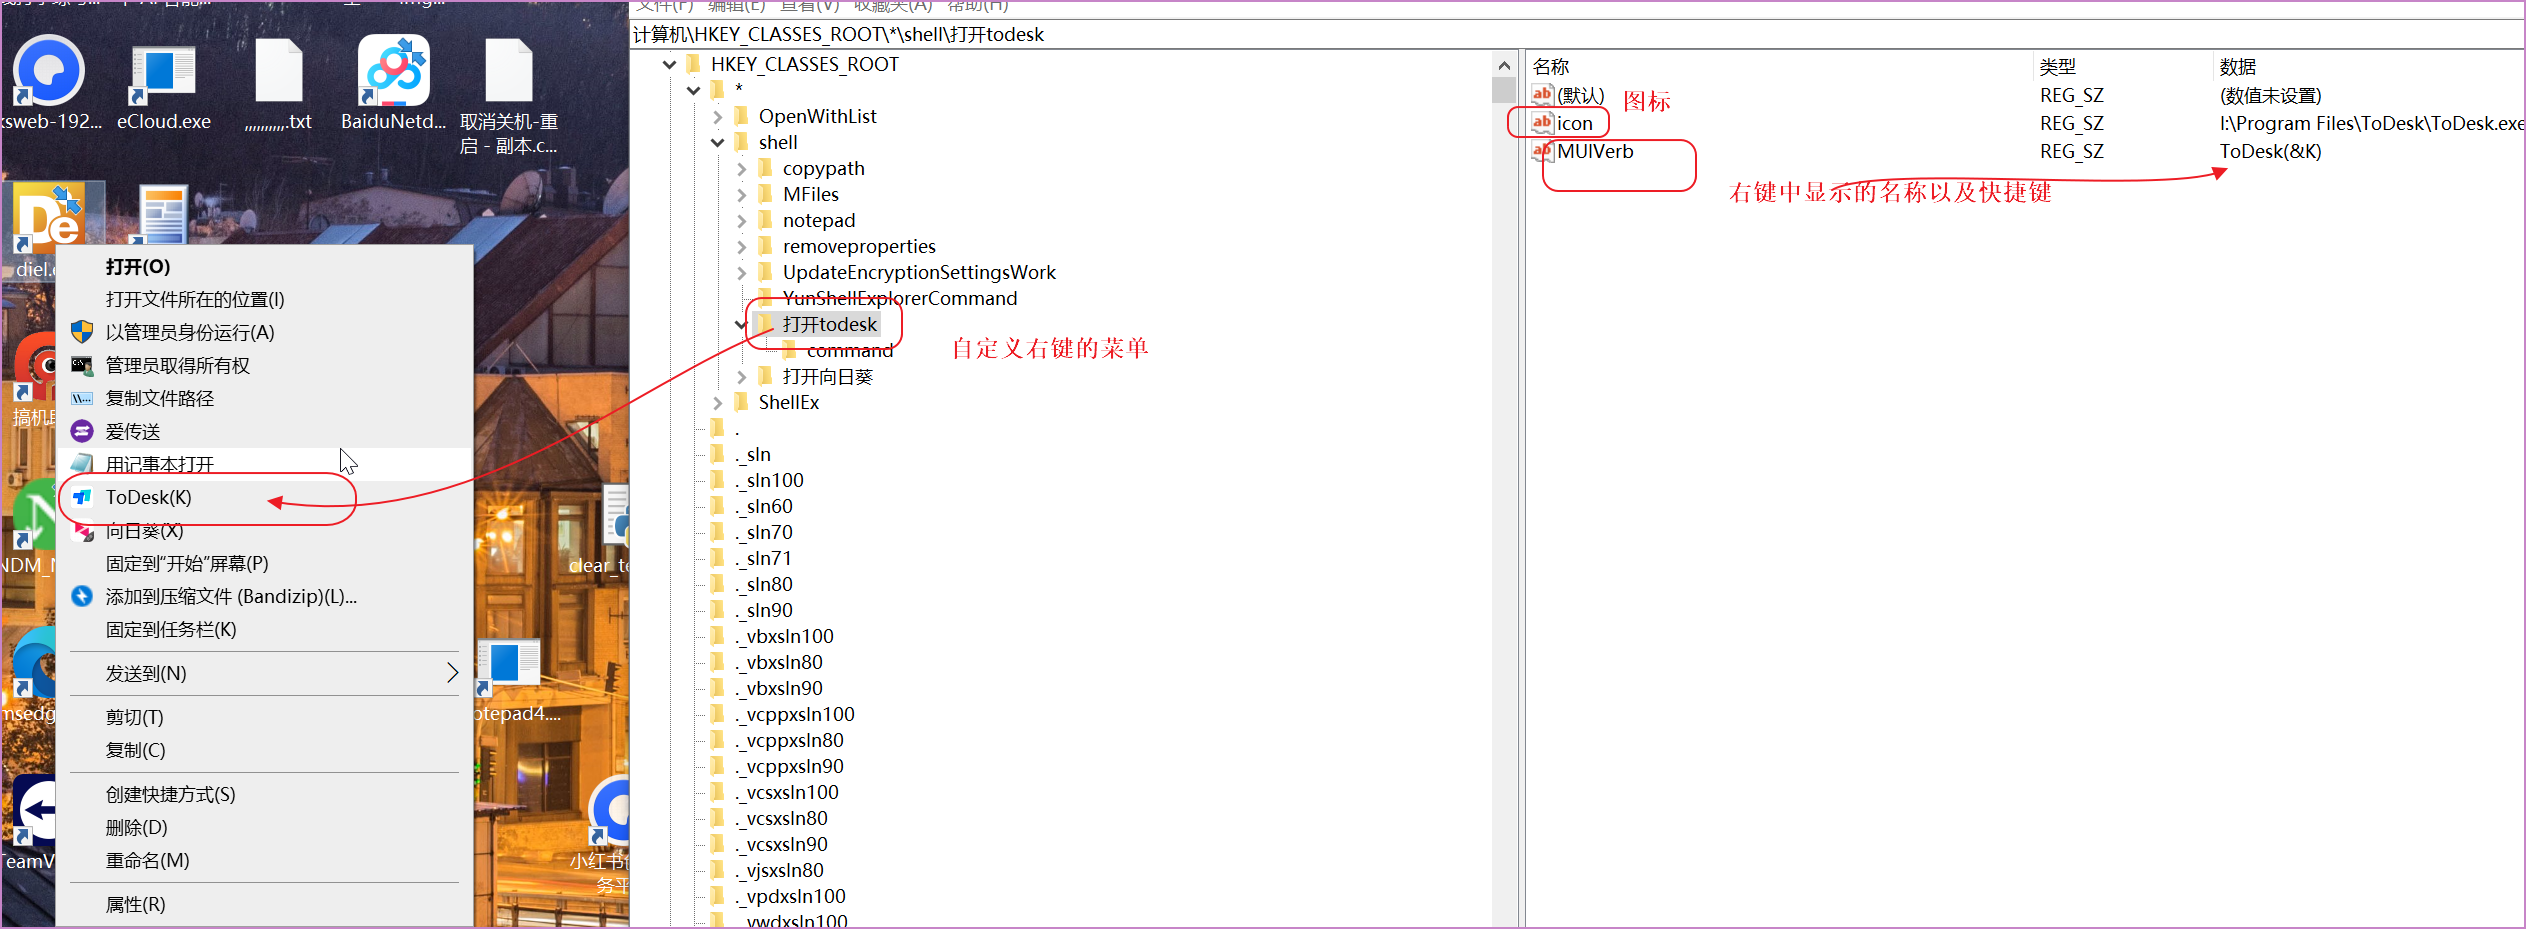 ksweb-192...
eCloud.exe
,,,,,,,,,,.txt
BaiduNetd...
取消关机-重
启 - 副本.c...
diel.e
搞机
NDM_
msedg
TeamV
clear_te
otepad4....
小红书
务平
打开(O)
打开文件所在的位置(I)
以管理员身份运行(A)
管理员取得所有权
复制文件路径
爱传送
用记事本打开
ToDesk(K)
向日葵(X)
固定到“开始”屏幕(P)
添加到压缩文件 (Bandizip)(L)...
固定到任务栏(K)
发送到(N)
剪切(T)
复制(C)
创建快捷方式(S)
删除(D)
重命名(M)
属性(R)
文件(F) 编辑(E) 查看(V) 收藏夹(A) 帮助(H)
计算机\HKEY_CLASSES_ROOT\*\shell\打开todesk
HKEY_CLASSES_ROOT
*
OpenWithList
shell
copypath
MFiles
notepad
removeproperties
UpdateEncryptionSettingsWork
YunShellExplorerCommand
打开todesk
command
自定义右键的菜单
打开向日葵
ShellEx
.
._sln
._sln100
._sln60
._sln70
._sln71
._sln80
._sln90
._vbxsln100
._vbxsln80
._vbxsln90
._vcppxsln100
._vcppxsln80
._vcppxsln90
._vcsxsln100
._vcsxsln80
._vcsxsln90
._vjsxsln80
._vpdxsln100
._vwdxsln100
名称 类型 数据
ab (默认) 图标 REG_SZ (数值未设置)
ab icon REG_SZ I:\Program Files\ToDesk\ToDesk.exe
ab MUIVerb REG_SZ ToDesk(&K)
右键中显示的名称以及快捷键